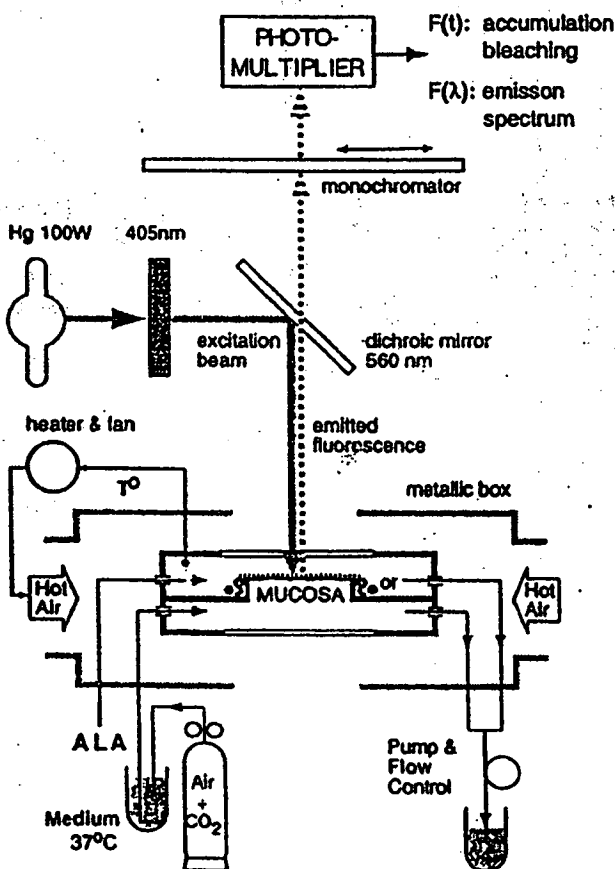 PHOTO-
MULTIPLIER
F(t): accumulation
bleaching
F(λ): emisson
spectrum
monochromator
Hg 100W
405nm
excitation
beam
dichroic mirror
560 nm
emitted
fluorescence
heater & fan
T°
metallic box
Hot
Air
MUCOSA
or
Hot
Air
ALA
Medium
37°C
Air
+
CO2
Pump &
Flow
Control